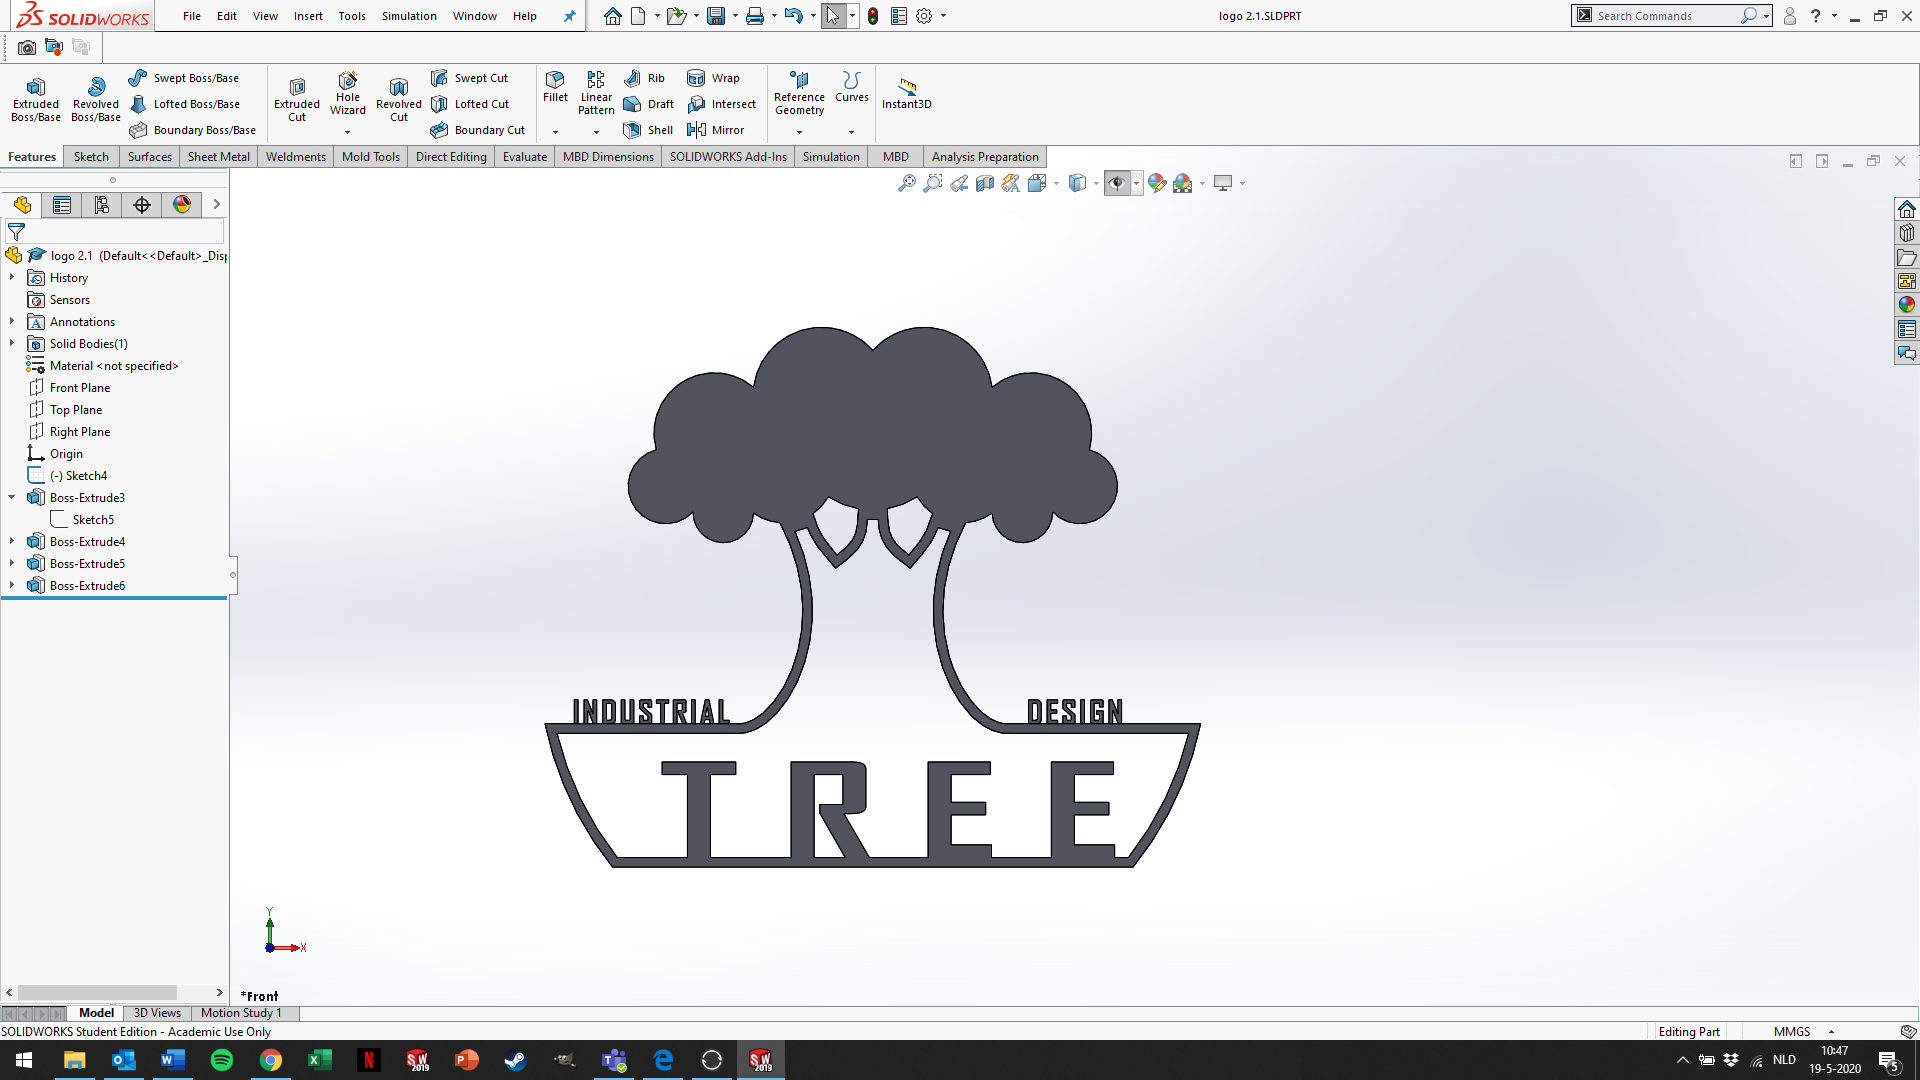 SOLIDWORKS File Edit View Insert Tools Simulation Window Help logo 2.1.SLDPRT Search Commands ?
Extruded Boss/Base
Revolved Boss/Base
Swept Boss/Base
Lofted Boss/Base
Boundary Boss/Base
Extruded Cut
Hole Wizard
Revolved Cut
Swept Cut
Lofted Cut
Boundary Cut
Fillet
Linear Pattern
Rib
Draft
Shell
Wrap
Intersect
Mirror
Reference Geometry
Curves
Instant3D
Features Sketch Surfaces Sheet Metal Weldments Mold Tools Direct Editing Evaluate MBD Dimensions SOLIDWORKS Add-Ins Simulation MBD Analysis Preparation
logo 2.1 (Default<<Default>_Disp
History
Sensors
Annotations
Solid Bodies(1)
Material <not specified>
Front Plane
Top Plane
Right Plane
Origin
(-) Sketch4
Boss-Extrude3
Sketch5
Boss-Extrude4
Boss-Extrude5
Boss-Extrude6
INDUSTRIAL DESIGN
TREE
Y
X
*Front
Model 3D Views Motion Study 1
SOLIDWORKS Student Edition - Academic Use Only Editing Part MMGS
SW 2019
SW 2019
NLD
10:47
19-5-2020
5